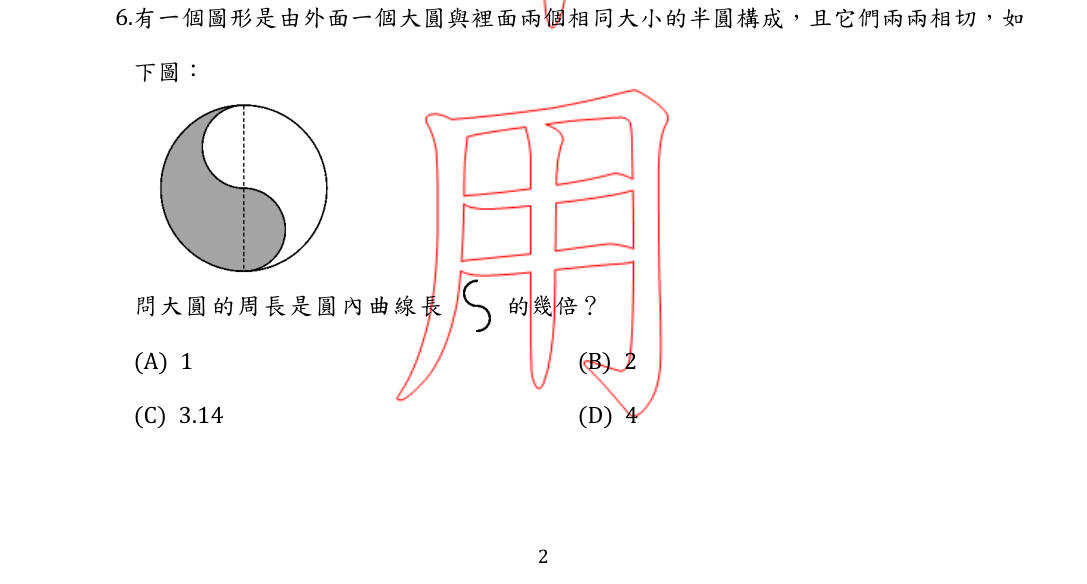 6.有一個圖形是由外面一個大圓與裡面兩個相同大小的半圓構成，且它們兩兩相切，如
下圖：
用
問大圓的周長是圓內曲線長 的幾倍？
(A) 1 (B) 2
(C) 3.14 (D) 4
2